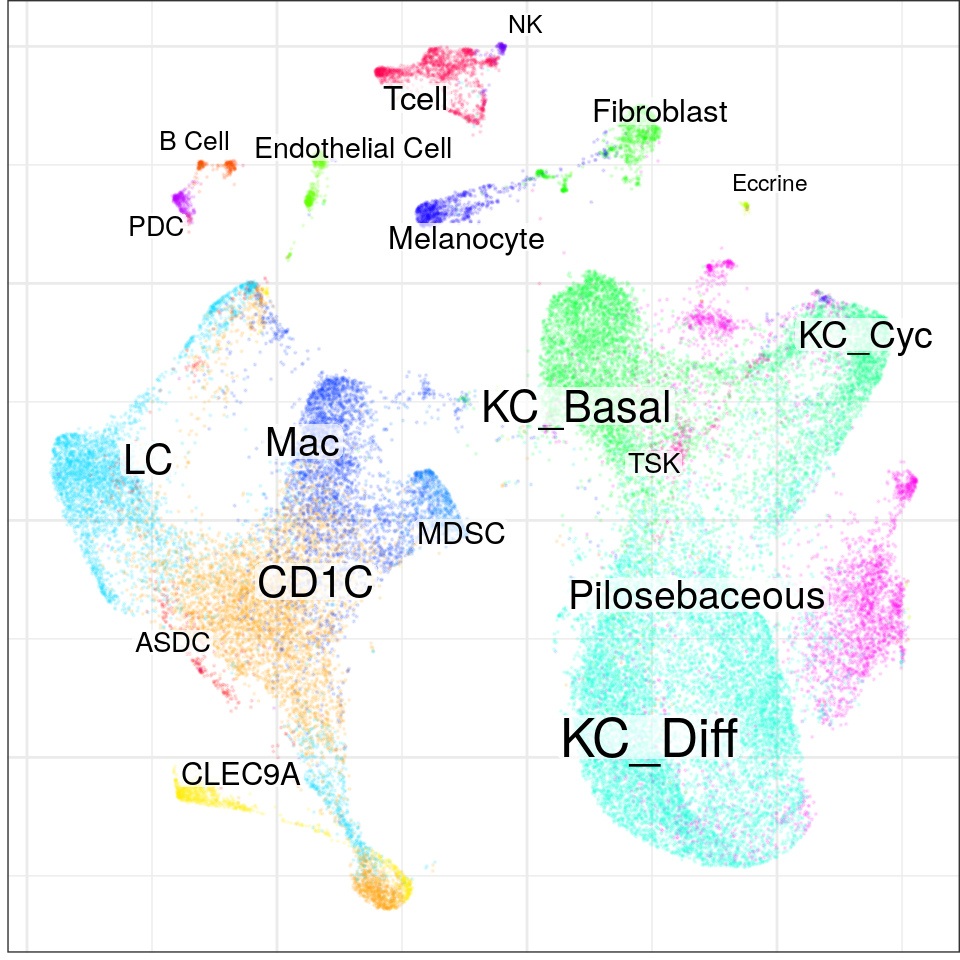 NK
Tcell
Fibroblast
B Cell
Endothelial Cell
Eccrine
PDC
Melanocyte
KC_Cyc
KC_Basal
Mac
LC
TSK
MDSC
CD1C
Pilosebaceous
ASDC
KC_Diff
CLEC9A